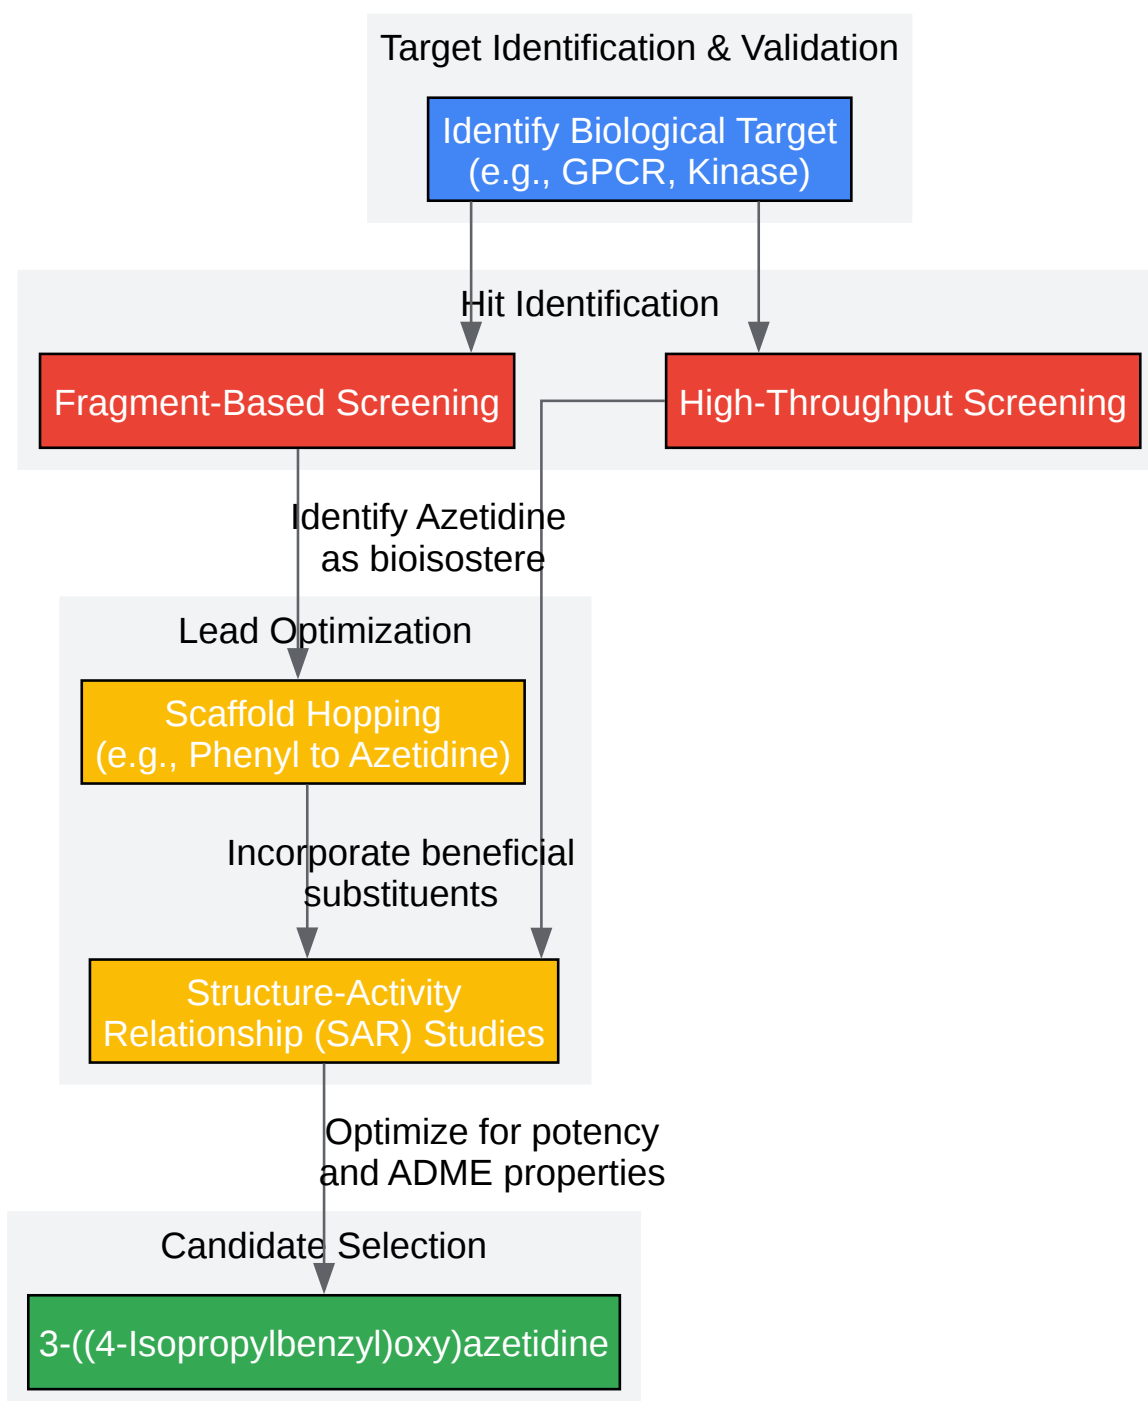 Target Identification & Validation
Identify Biological Target
(e.g., GPCR, Kinase)
Hit Identification
Fragment-Based Screening
High-Throughput Screening
Identify Azetidine
as bioisostere
Lead Optimization
Scaffold Hopping
(e.g., Phenyl to Azetidine)
Incorporate beneficial
substituents
Structure-Activity
Relationship (SAR) Studies
Optimize for potency
and ADME properties
Candidate Selection
3-((4-Isopropylbenzyl)oxy)azetidine